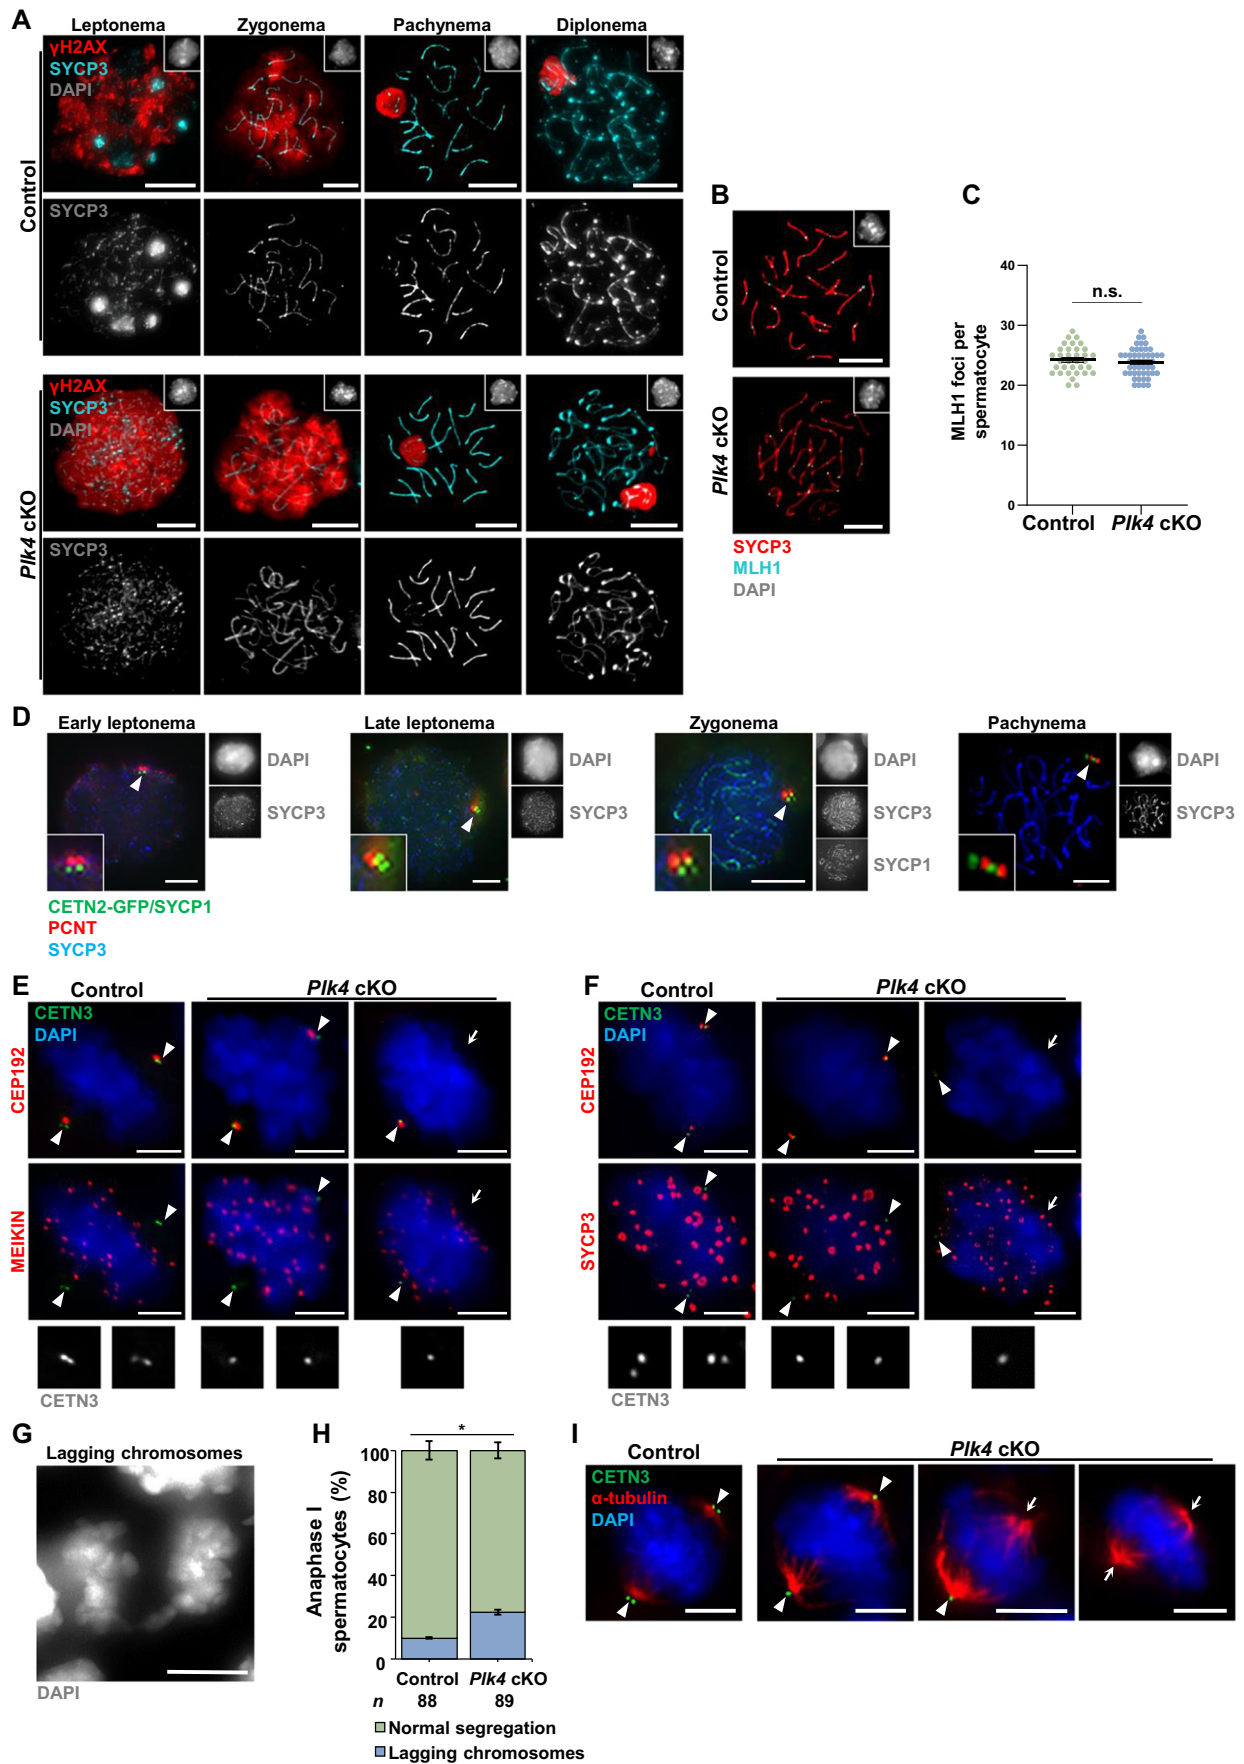 A
Leptonema Zygonema Pachynema Diplonema
γH2AX
SYCP3
DAPI
Control
SYCP3
γH2AX
SYCP3
DAPI
Plk4 cKO
SYCP3
B
Control
Plk4 cKO
SYCP3
MLH1
DAPI
C
MLH1 foci per
spermatocyte
40
30
20
10
0
n.s.
Control Plk4 cKO
D
Early leptonema Late leptonema Zygonema Pachynema
DAPI
SYCP3
DAPI
SYCP3
DAPI
SYCP3
SYCP1
DAPI
SYCP3
CETN2-GFP/SYCP1
PCNT
SYCP3
E
Control Plk4 cKO
CETN3
DAPI
CEP192
MEIKIN
CETN3
F
Control Plk4 cKO
CETN3
DAPI
CEP192
SYCP3
CETN3
G
Lagging chromosomes
DAPI
H
Anaphase I
spermatocytes (%)
100
80
60
40
20
0
*
Control Plk4 cKO
n 88 89
Normal segregation
Lagging chromosomes
I
Control Plk4 cKO
CETN3
α-tubulin
DAPI